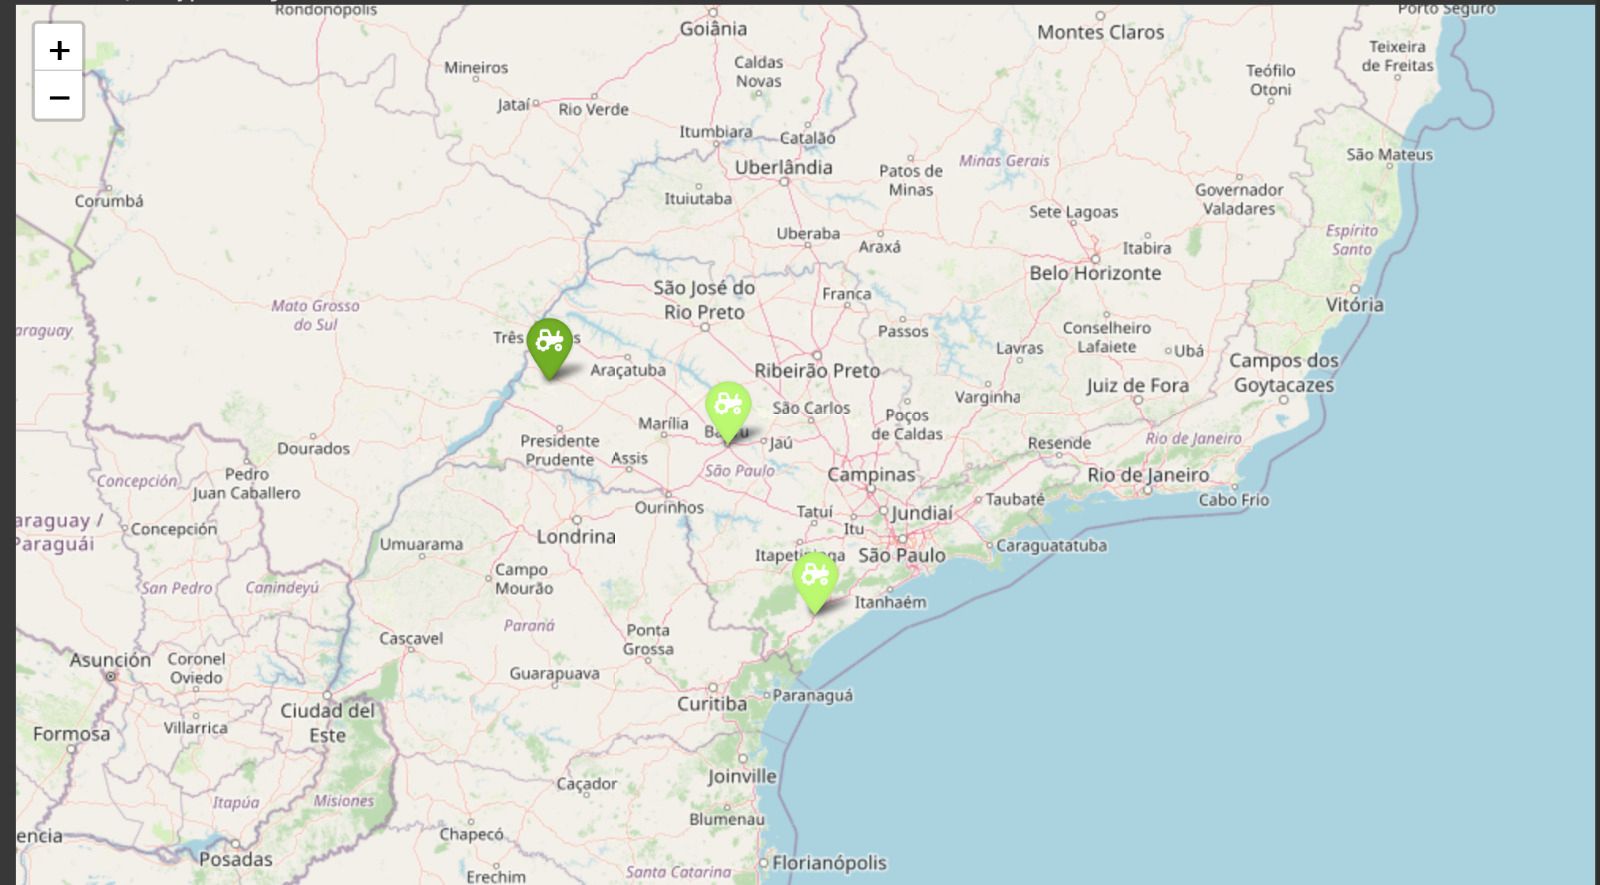 Rondonópolis
Porto Seguro
+
−
Goiânia
Montes Claros
Teixeira
de Freitas
Mineiros
Caldas
Novas
Teófilo
Otoni
Jataí
Rio Verde
Itumbiara
Catalão
São Mateus
Uberlândia
Minas Gerais
Patos de
Minas
Corumbá
Ituiutaba
Governador
Valadares
Sete Lagoas
Uberaba
Araxá
Itabira
Espírito
Santo
Belo Horizonte
São José do
Rio Preto
Franca
Mato Grosso
do Sul
Vitória
araguay
Três
s
Passos
Conselheiro
Lafaiete
Lavras
Ubá
Araçatuba
Ribeirão Preto
Campos dos
Goytacazes
Juiz de Fora
Varginha
São Carlos
Poços
de Caldas
Marília
Jaú
Presidente
Prudente
Resende
Rio de Janeiro
Dourados
Assis
São Paulo
Campinas
Rio de Janeiro
Pedro
Juan Caballero
Concepción
Taubaté
Cabo Frio
Ourinhos
Tatuí
Jundiaí
araguay /
Paraguái
Concepción
Itu
Londrina
Umuarama
São Paulo
Caraguatatuba
San Pedro
Canindeyú
Campo
Mourão
Itanhaém
Paraná
Ponta
Grossa
Cascavel
Asunción
Coronel
Oviedo
Guarapuava
Curitiba
Paranaguá
Ciudad del
Este
Villarrica
Formosa
Joinville
Caçador
Itapúa
Misiones
Blumenau
encia
Chapecó
Posadas
Florianópolis
Santa Catarina
Erechim